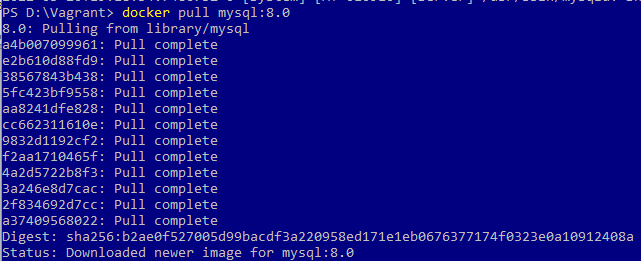 PS D:\Vagrant> docker pull mysql:8.0
8.0: Pulling from library/mysql
a4b007099961: Pull complete
e2b610d88fd9: Pull complete
38567843b438: Pull complete
5fc423bf9558: Pull complete
aa8241dfe828: Pull complete
cc662311610e: Pull complete
9832d1192cf2: Pull complete
f2aa1710465f: Pull complete
4a2d5722b8f3: Pull complete
3a246e8d7cac: Pull complete
2f834692d7cc: Pull complete
a37409568022: Pull complete
Digest: sha256:b2ae0f527005d99bacdf3a220958ed171e1eb0676377174f0323e0a10912408a
Status: Downloaded newer image for mysql:8.0